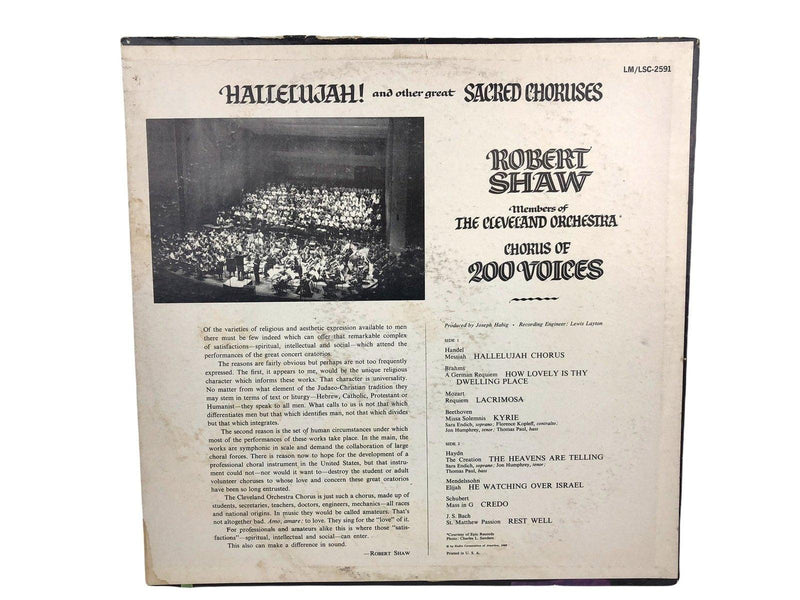 LM/LSC-2591
HALLELUJAH! and other great SACRED CHORUSES
ROBERT
SHAW
Members of
THE CLEVELAND ORCHESTRA*
CHORUS OF
200 VOICES
Of the varieties of religious and aesthetic expression available to men
there must be few indeed which can offer that remarkable complex
of satisfactions—spiritual, intellectual and social—which attend the
performances of the great concert oratorios.
The reasons are fairly obvious but perhaps are not too frequently
expressed. The first, it appears to me, would be the unique religious
character which informs these works. That character is universality.
No matter from what element of the Judaeo-Christian tradition they
may stem in terms of text or liturgy—Hebrew, Catholic, Protestant or
Humanist—they speak to all men. What calls to us is not that which
differentiates men but that which identifies man, not that which divides
but that which integrates.
The second reason is the set of human circumstances under which
most of the performances of these works take place. In the main, the
works are symphonic in scale and demand the collaboration of large
choral forces. There is reason now to hope for the development of a
professional choral instrument in the United States, but that instru-
ment could not—nor would it want to—destroy the student or adult
volunteer choruses to whose love and concern these great oratorios
have been so long entrusted.
The Cleveland Orchestra Chorus is just such a chorus, made up of
students, secretaries, teachers, doctors, engineers, mechanics—all races
and national origins. In music they would be called amateurs. That's
not altogether bad. Amo, amare: to love. They sing for the "love" of it.
For professionals and amateurs alike this is where those "satis-
factions"—spiritual, intellectual and social—can enter.
This also can make a difference in sound.
—ROBERT SHAW
Produced by Joseph Habig • Recording Engineer: Lewis Layton
SIDE 1
Handel
Messiah HALLELUJAH CHORUS
Brahms
A German Requiem HOW LOVELY IS THY
DWELLING PLACE
Mozart
Requiem LACRIMOSA
Beethoven
Missa Solemnis KYRIE
Sara Endich, soprano; Florence Kopleff, contralto;
Jon Humphrey, tenor; Thomas Paul, bass
SIDE 2
Haydn
The Creation THE HEAVENS ARE TELLING
Sara Endich, soprano; Jon Humphrey, tenor;
Thomas Paul, bass
Mendelssohn
Elijah HE WATCHING OVER ISRAEL
Schubert
Mass in G CREDO
J. S. Bach
St. Matthew Passion REST WELL
*Courtesy of Epic Records
Photo: Charles L. Sanders
© by Radio Corporation of America,
Printed in U. S. A.